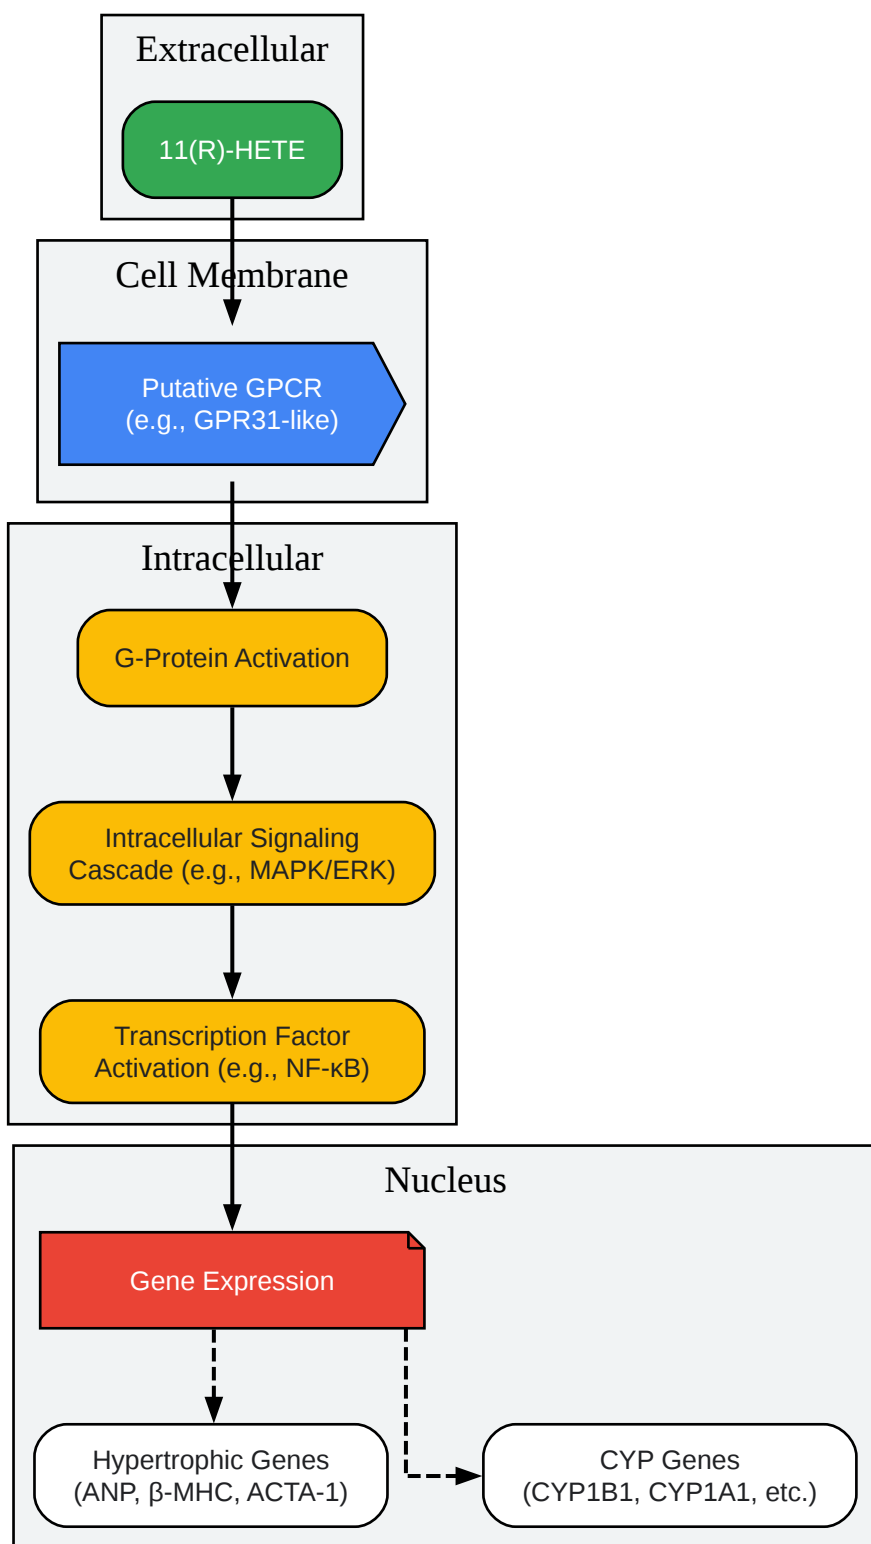 Extracellular
11(R)-HETE
Cell Membrane
Putative GPCR
(e.g., GPR31-like)
Intracellular
G-Protein Activation
Intracellular Signaling
Cascade (e.g., MAPK/ERK)
Transcription Factor
Activation (e.g., NF-κB)
Nucleus
Gene Expression
Hypertrophic Genes
(ANP, β-MHC, ACTA-1)
CYP Genes
(CYP1B1, CYP1A1, etc.)